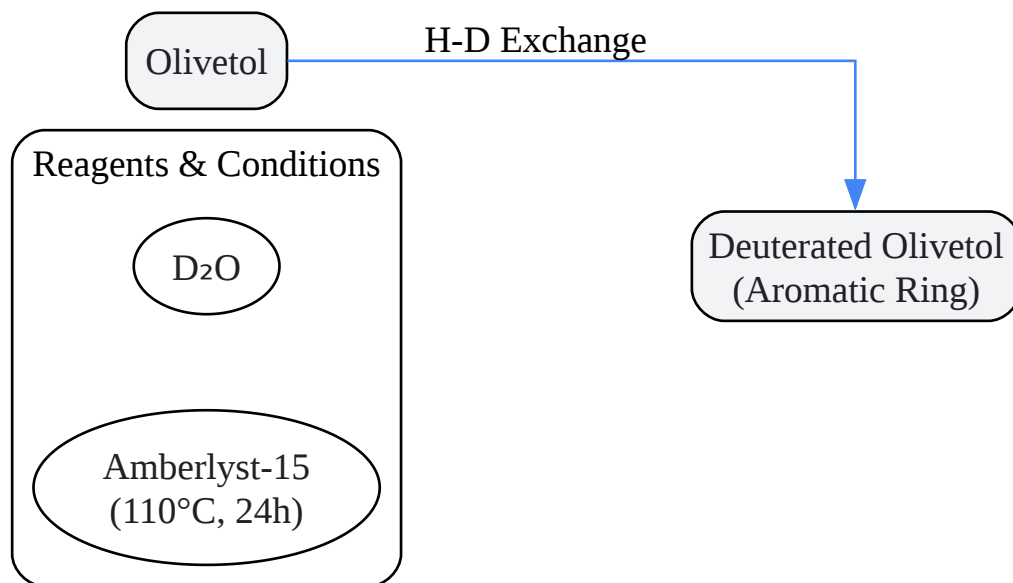 Olivetol
H-D Exchange
Reagents & Conditions
D₂O
Amberlyst-15
(110°C, 24h)
Deuterated Olivetol
(Aromatic Ring)